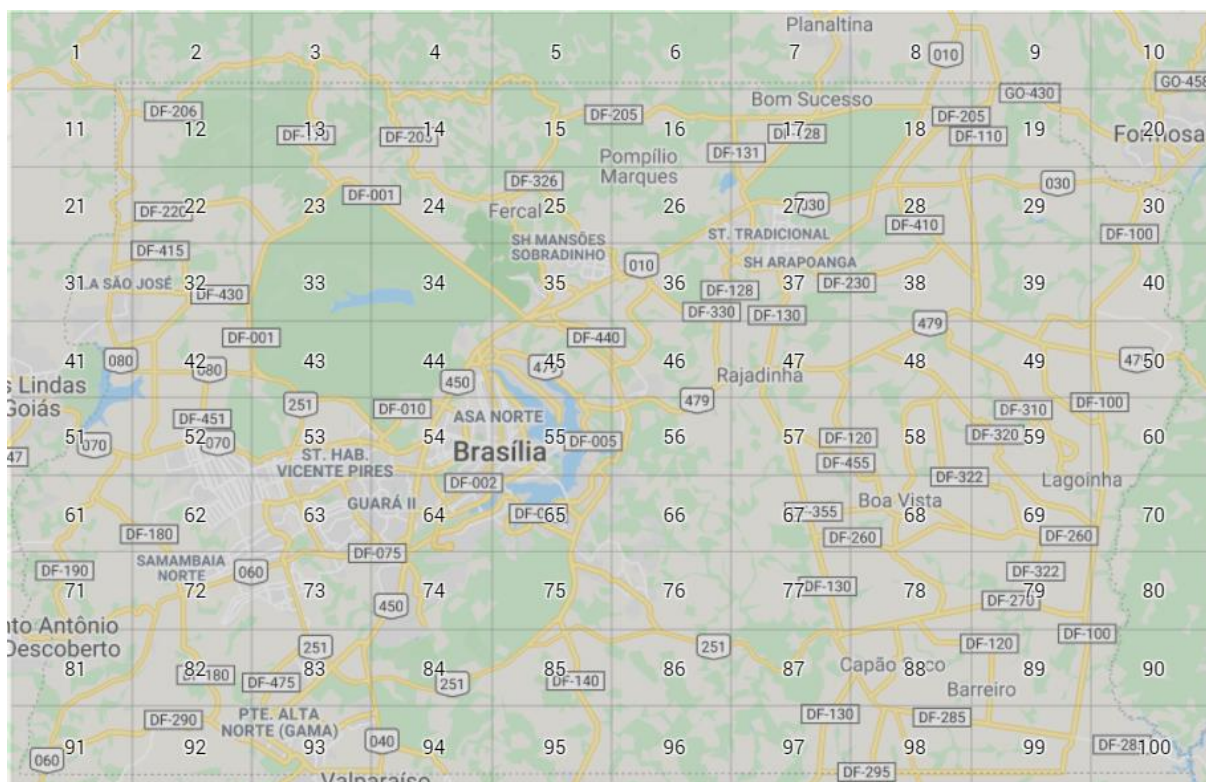 Planaltina
1 2 3 4 5 6 7 8 010 9 10
GO-458
DF-206 DF-205 Bom Sucesso GO-430
DF-205
11 12 13 14 15 16 17 DF-128 18 DF-110 19 20
Formosa
DF-131
Pompílio
Marques
DF-001 DF-326 030
21 DF-220 22 23 24 Fercal 25 26 27 28 29 30
DF-410
DF-415 SH MANSÕES
SOBRADINHO
ST. TRADICIONAL DF-100
010 SH ARAPOANGA
31 SÃO JOSÉ 32 33 34 35 36 37 DF-230 38 39 40
DF-430 DF-128
DF-330 DF-130
DF-001 DF-440 479
41 080 42 080 43 44 45 46 47 48 49 50
450 Rajadinha
s Lindas
Goiás
251 DF-010 ASA NORTE 479 DF-310 DF-100
DF-451
51 070 52 070 53 54 55 DF-005 56 57 DF-120 58 DF-320 59 60
47
ST. HAB.
VICENTE PIRES
Brasília
DF-455
DF-002 DF-322 Lagoinha
GUARÁ II Boa Vista
61 62 63 64 65 66 67 68 69 70
DF-180 DF-260 DF-260
SAMAMBAIA
NORTE
060 DF-075
DF-190 DF-322
71 72 73 74 75 76 77 DF-130 78 79 80
450 DF-270
nto Antônio
Descoberto
251 251 DF-120 DF-100
81 82 83 84 85 86 87 88 89 90
DF-475 251 DF-140 Capão Seco
Barreiro
DF-290 PTE. ALTA
NORTE (GAMA)
DF-130 DF-285
91 92 93 040 94 95 96 97 98 99 100
060
Valparaíso DF-295